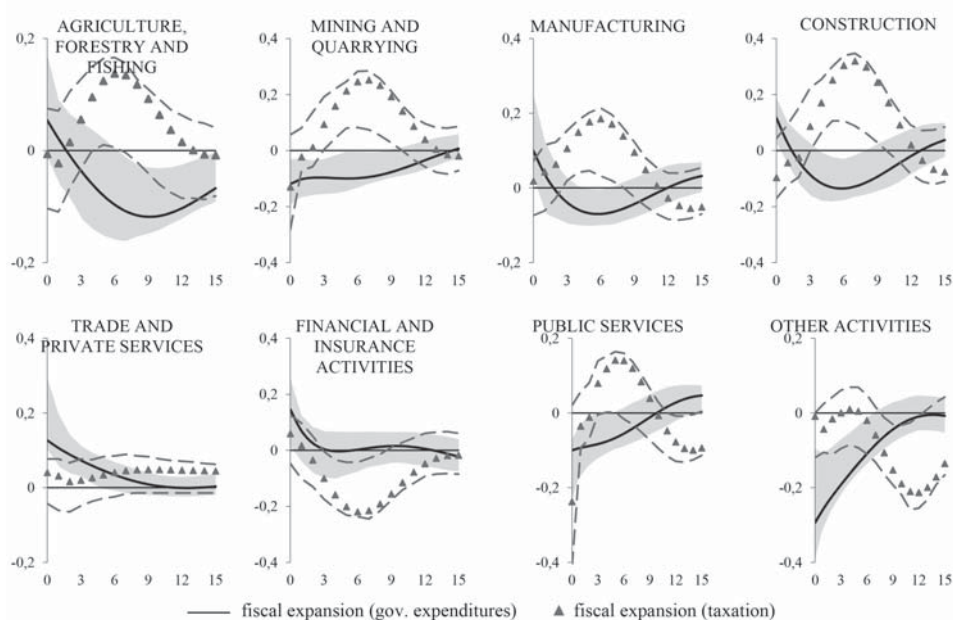 AGRICULTURE,
FORESTRY AND
FISHING
0,2
0,1
0
-0,2
0 3 6 9 12 15
MINING AND
QUARRYING
0,4
0,2
0
-0,2
-0,4
0 3 6 9 12 15
MANUFACTURING
0,4
0,2
0
-0,2
0 3 6 9 12 15
CONSTRUCTION
0,4
0,2
0
-0,2
-0,4
0 3 6 9 12 15
TRADE AND
PRIVATE SERVICES
0,4
0,2
0
-0,2
0 3 6 9 12 15
FINANCIAL AND
INSURANCE
ACTIVITIES
0,4
0,2
0
-0,2
-0,4
0 3 6 9 12 15
PUBLIC SERVICES
0,2
0
-0,2
-0,4
0 3 6 9 12 15
OTHER ACTIVITIES
0,2
0
-0,2
-0,4
0 3 6 9 12 15
fiscal expansion (gov. expenditures)
fiscal expansion (taxation)